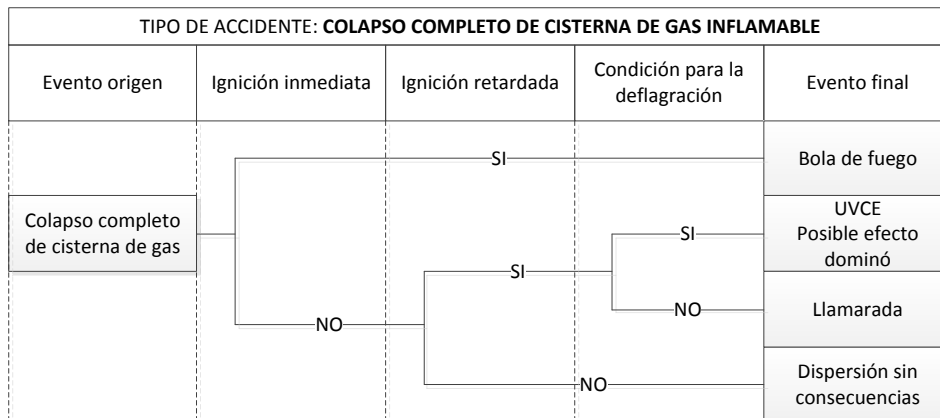 TIPO DE ACCIDENTE: COLAPSO COMPLETO DE CISTERNA DE GAS INFLAMABLE
Evento origen
Ignición inmediata
Ignición retardada
Condición para la
deflagración
Evento final
SI
Bola de fuego
Colapso completo
de cisterna de gas
SI
UVCE
Posible efecto
dominó
SI
NO
Llamarada
NO
NO
Dispersión sin
consecuencias